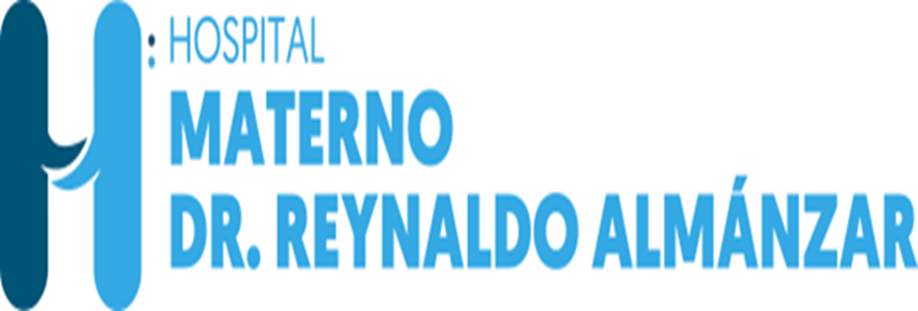 HOSPITAL
MATERNO
DR. REYNALDO ALMÁNZAR